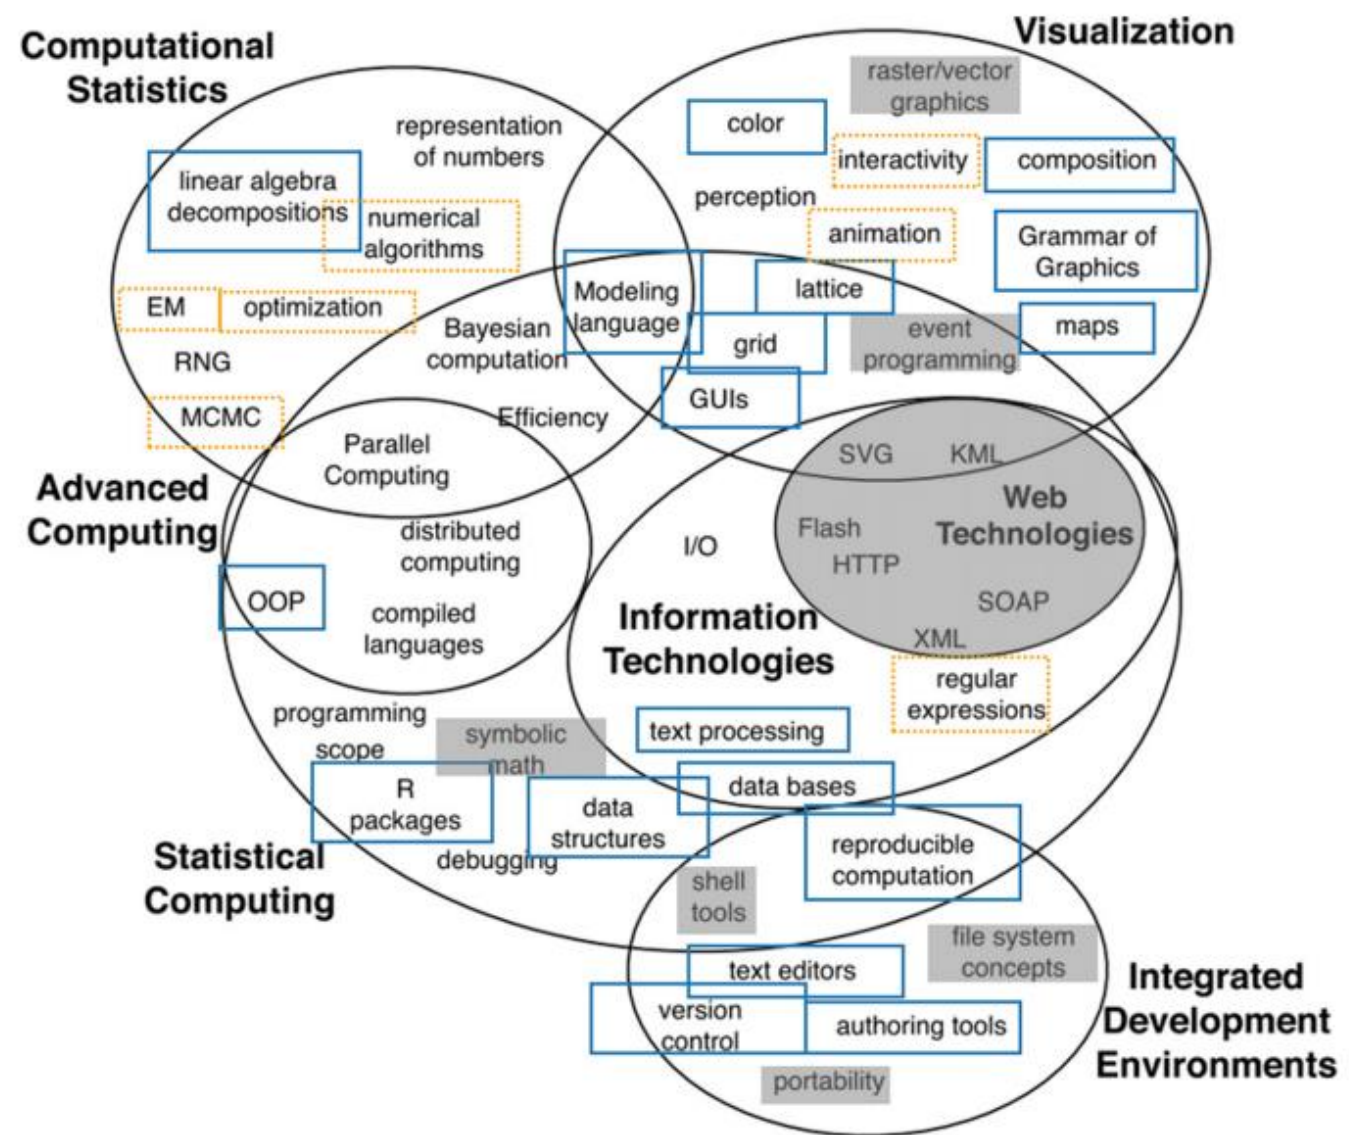 Computational
Statistics
Visualization
representation
of numbers
linear algebra
decompositions
numerical
algorithms
EM
optimization
RNG
MCMC
Bayesian
computation
Efficiency
Modeling
language
raster/vector
graphics
color
interactivity
composition
perception
animation
Grammar of
Graphics
lattice
grid
event
programming
maps
GUIs
Advanced
Computing
Parallel
Computing
distributed
computing
OOP
compiled
languages
SVG
KML
Web
Technologies
Flash
HTTP
SOAP
XML
I/O
Information
Technologies
regular
expressions
text processing
data bases
programming
scope
symbolic
math
R
packages
data
structures
debugging
Statistical
Computing
reproducible
computation
shell
tools
file system
concepts
text editors
version
control
authoring tools
portability
Integrated
Development
Environments